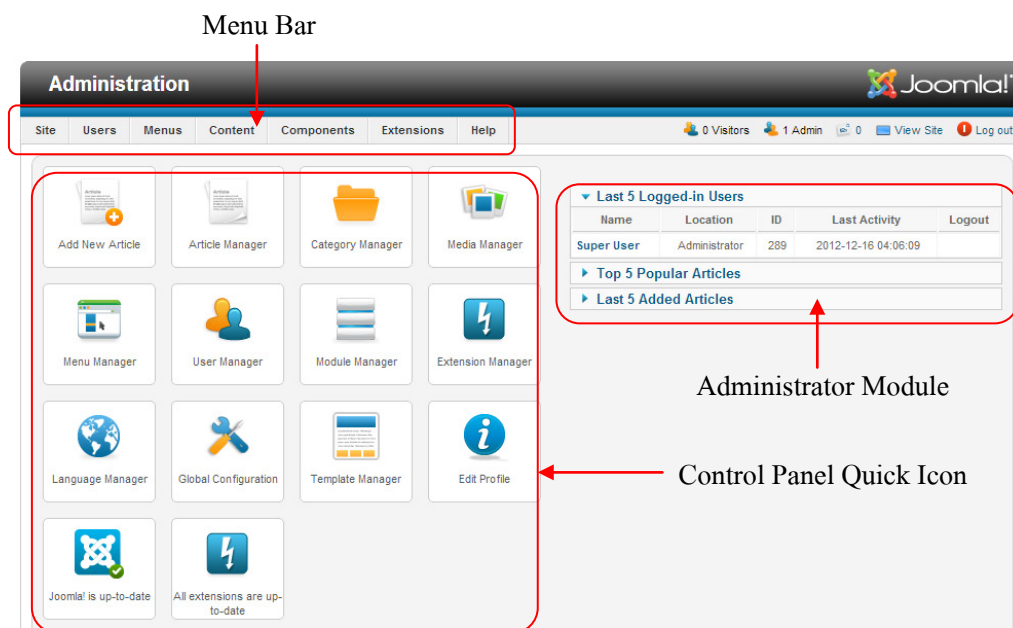 Menu Bar
Administration
Joomla!
Site Users Menus Content Components Extensions Help
0 Visitors 1 Admin 0 View Site Log out
Article
Add New Article
Article
Article Manager
Category Manager
Media Manager
Last 5 Logged-in Users
Name Location ID Last Activity Logout
Super User Administrator 289 2012-12-16 04:06:09
Top 5 Popular Articles
Last 5 Added Articles
Menu Manager
User Manager
Module Manager
Extension Manager
Administrator Module
Language Manager
Global Configuration
Template Manager
Edit Profile
Control Panel Quick Icon
Joomla! is up-to-date
All extensions are up-
to-date